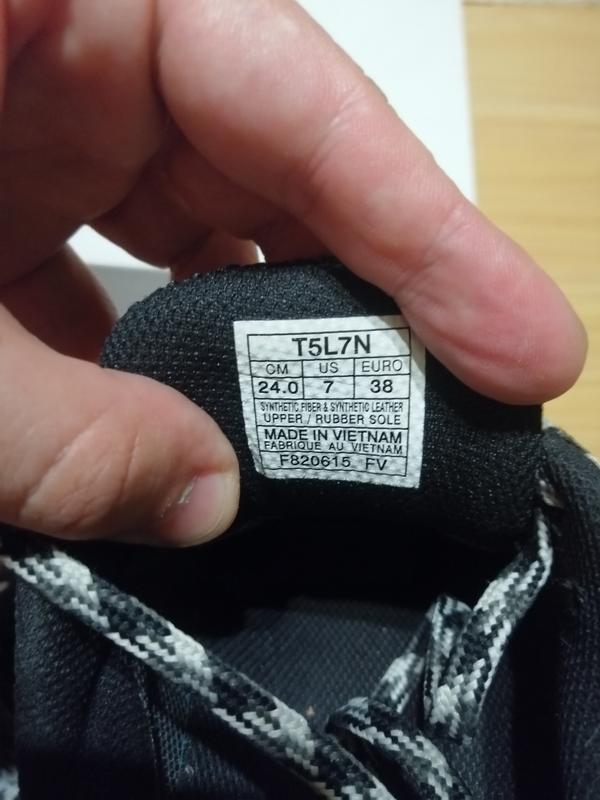 T5L7N
CM US EURO
24.0 7 38
SYNTHETIC FIBER & SYNTHETIC LEATHER
UPPER / RUBBER SOLE
MADE IN VIETNAM
FABRIQUE AU VIETNAM
F820615 FV